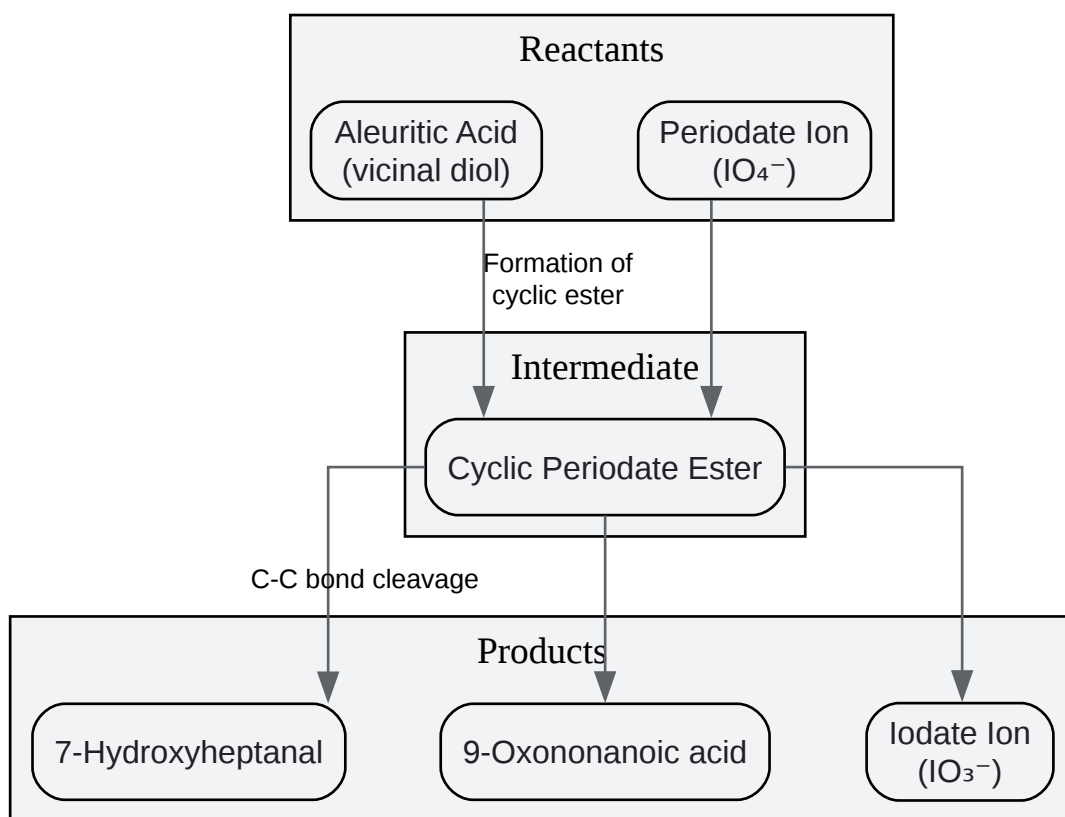 Reactants
Aleuritic Acid
(vicinal diol)
Periodate Ion
(IO₄⁻)
Formation of
cyclic ester
Intermediate
Cyclic Periodate Ester
C-C bond cleavage
Products
7-Hydroxyheptanal
9-Oxononanoic acid
Iodate Ion
(IO₃⁻)